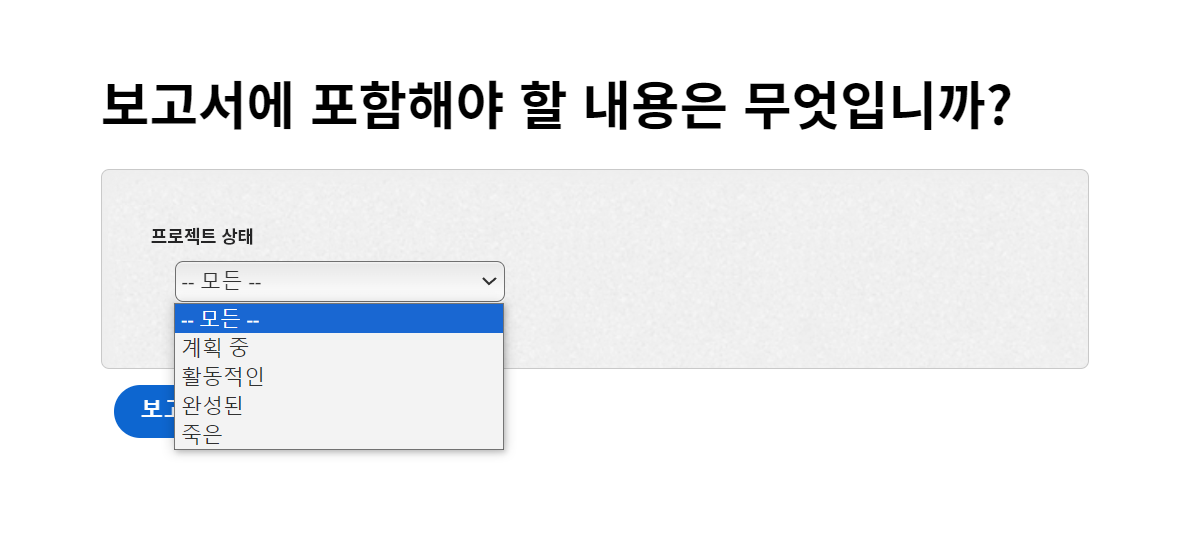 보고서에 포함해야 할 내용은 무엇입니까?
프로젝트 상태
-- 모든 --
-- 모든 --
계획 중
활동적인
완성된
죽은